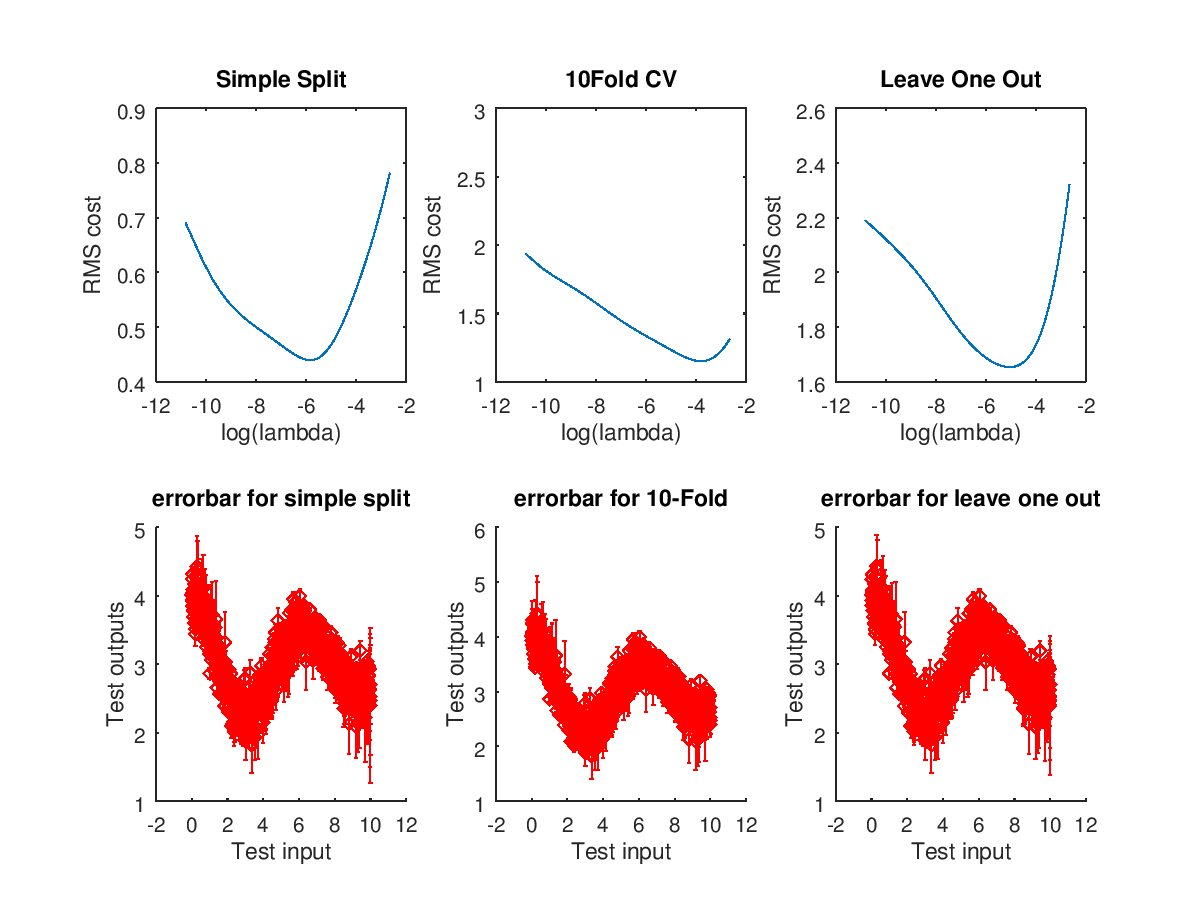 Simple Split
10Fold CV
Leave One Out
0.9
0.8
0.7
0.6
0.5
0.4
RMS cost
-12 -10 -8 -6 -4 -2
log(lambda)
3
2.5
2
1.5
1
RMS cost
-12 -10 -8 -6 -4 -2
log(lambda)
2.6
2.4
2.2
2
1.8
1.6
RMS cost
-12 -10 -8 -6 -4 -2
log(lambda)
errorbar for simple split
errorbar for 10-Fold
errorbar for leave one out
5
4
3
2
1
Test outputs
-2 0 2 4 6 8 10 12
Test input
6
5
4
3
2
1
Test outputs
-2 0 2 4 6 8 10 12
Test input
5
4
3
2
1
Test outputs
-2 0 2 4 6 8 10 12
Test input